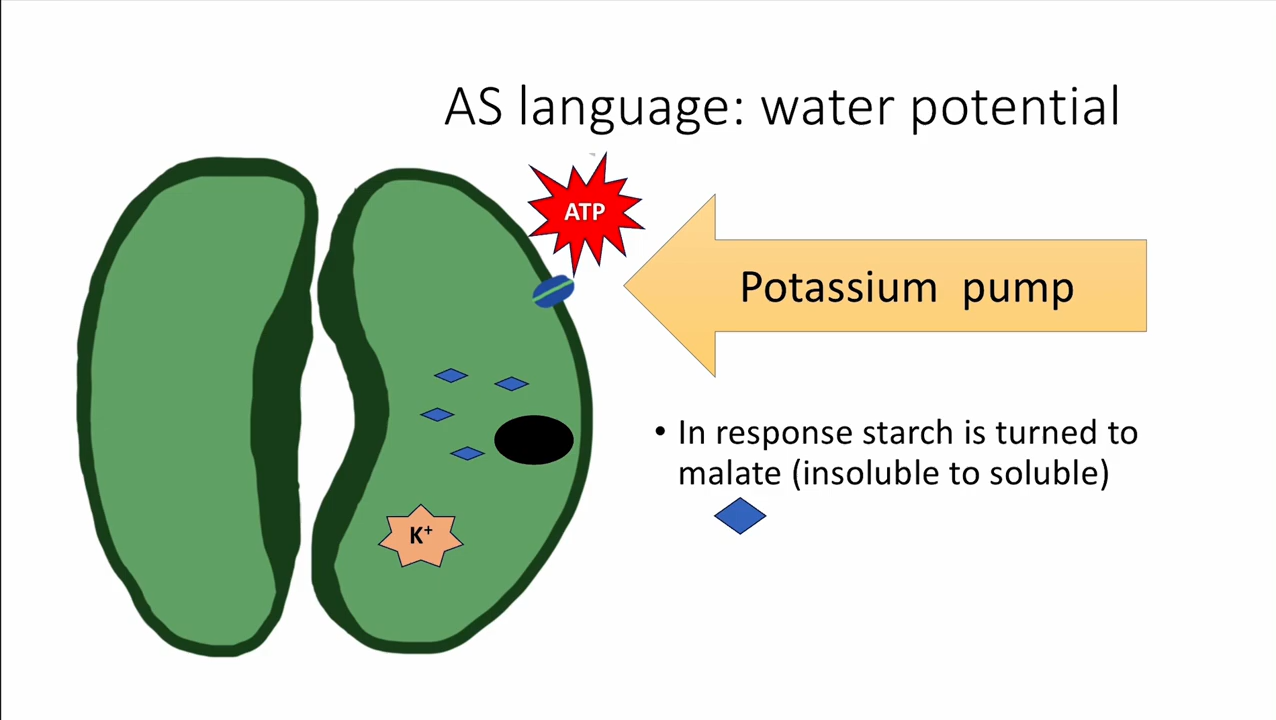 AS language: water potential
ATP
Potassium  pump
• In response starch is turned to
malate (insoluble to soluble)
K⁺